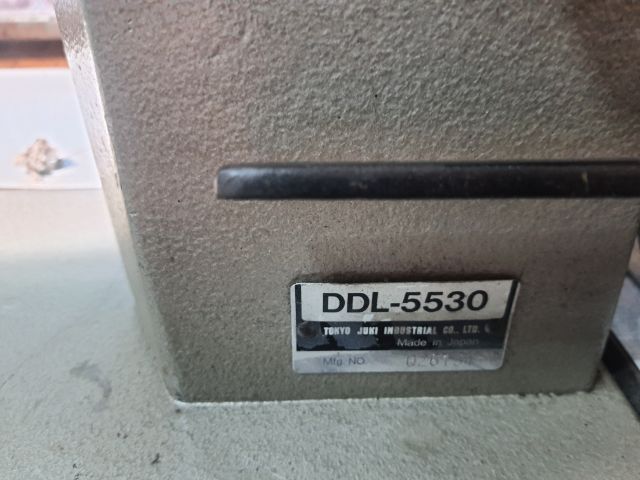 DDL-5530
TOKYO JUKI INDUSTRIAL CO., LTD.
Made in Japan
Mfg. NO.